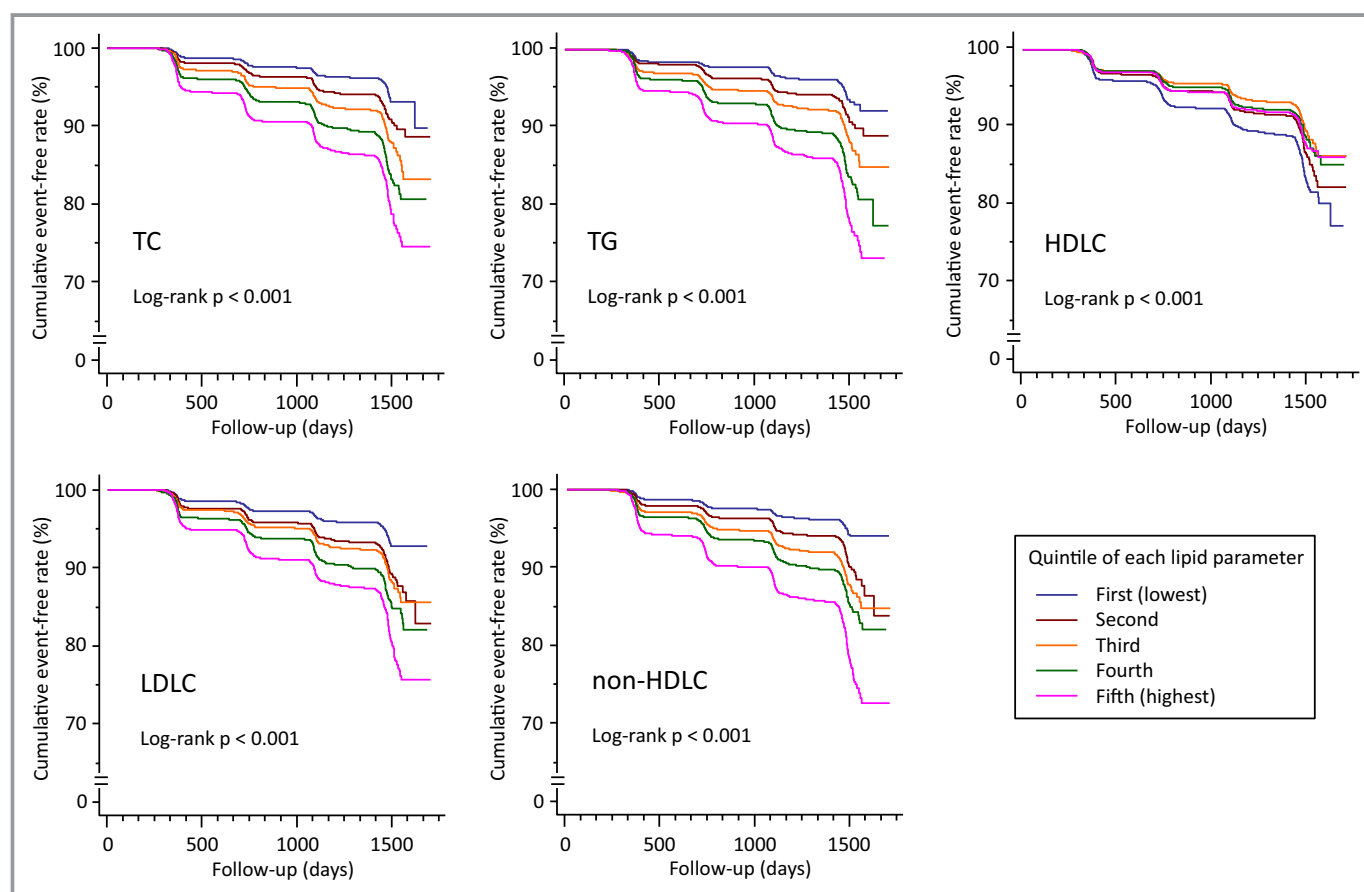 Cumulative event-free rate (%)
100
90
80
70
0
TC
Log-rank p < 0.001
0 500 1000 1500
Follow-up (days)
Cumulative event-free rate (%)
100
90
80
70
0
TG
Log-rank p < 0.001
0 500 1000 1500
Follow-up (days)
Cumulative event-free rate (%)
100
90
80
70
0
HDLC
Log-rank p < 0.001
0 500 1000 1500
Follow-up (days)
Cumulative event-free rate (%)
100
90
80
70
0
LDLC
Log-rank p < 0.001
0 500 1000 1500
Follow-up (days)
Cumulative event-free rate (%)
100
90
80
70
0
non-HDLC
Log-rank p < 0.001
0 500 1000 1500
Follow-up (days)
Quintile of each lipid parameter
First (lowest)
Second
Third
Fourth
Fifth (highest)